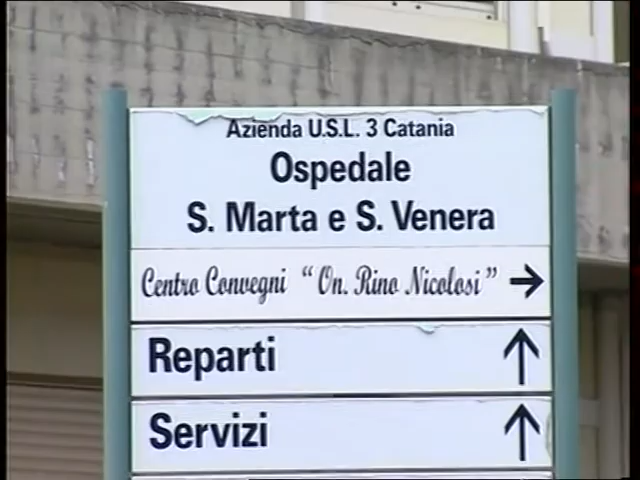 Azienda U.S.L. 3 Catania
Ospedale
S. Marta e S. Venera
Centro Convegni "On. Rino Nicolosi" →
Reparti ↑
Servizi ↑